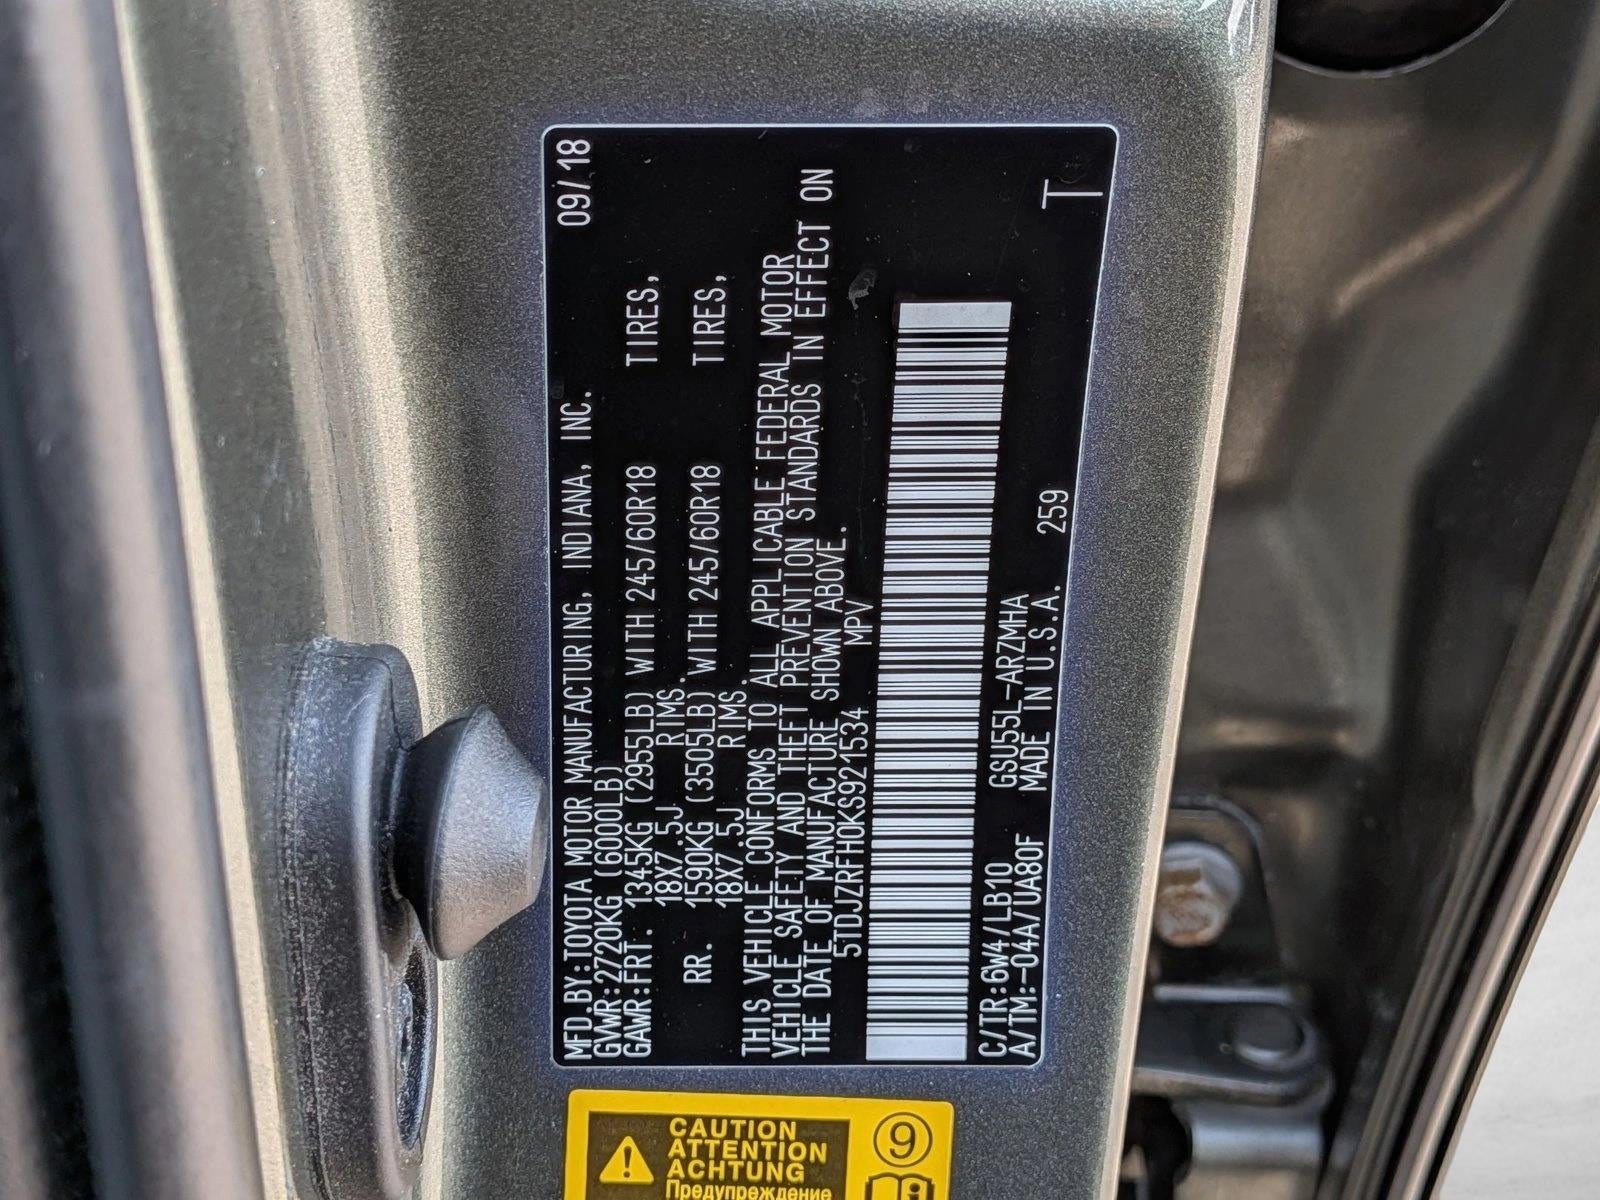 MFD.BY:TOYOTA MOTOR MANUFACTURING, INDIANA, INC. 09/18
GVWR:2720KG (6000LB)
GAWR:FRT. 1345KG (2955LB) WITH 245/60R18 TIRES,
18X7.5J RIMS.
RR. 1590KG (3505LB) WITH 245/60R18 TIRES,
18X7.5J RIMS.
THIS VEHICLE CONFORMS TO ALL APPLICABLE FEDERAL MOTOR
VEHICLE SAFETY AND THEFT PREVENTION STANDARDS IN EFFECT ON
THE DATE OF MANUFACTURE SHOWN ABOVE.
5TDJZRFH0KS921534 MPV
C/TR:6W4/LB10 GSU55L-ARZMHA
A/TM:-04A/UA80F MADE IN U.S.A. 259 T
CAUTION
ATTENTION
ACHTUNG
Предупреждение
9